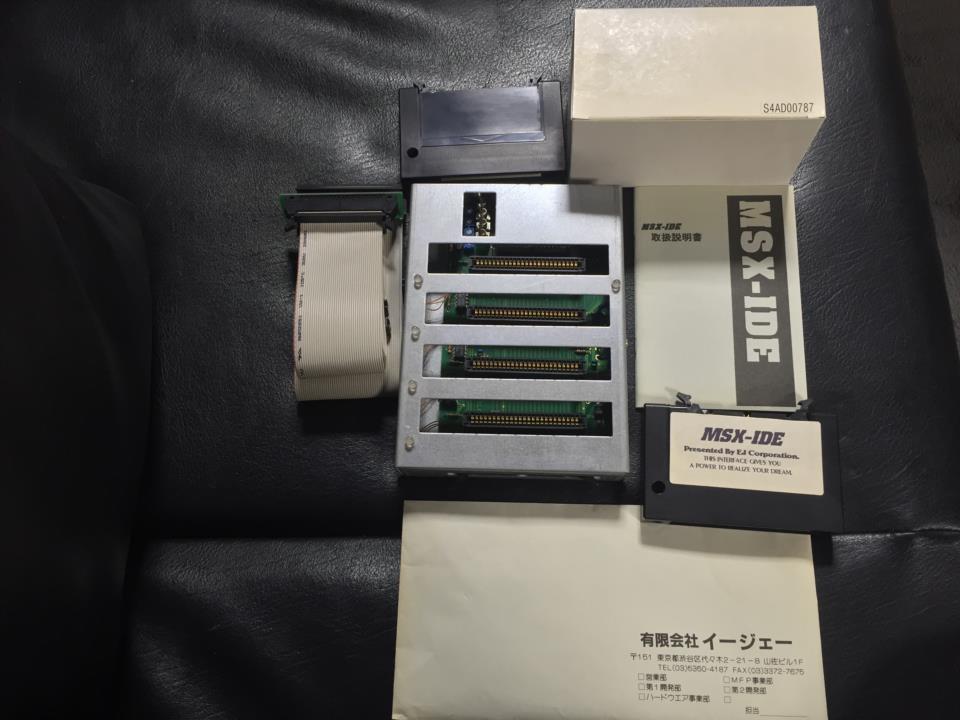 S4AD00787
MSX-IDE
取扱説明書
MSX-IDE
MSX-IDE
Presented By EJ Corporation.
THIS INTERFACE GIVES YOU
A POWER TO REALIZE YOUR DREAM.
有限会社イージェー
〒151 東京都渋谷区代々木2-21-8 山佐ビル1F
TEL(03)5360-4187 FAX(03)3372-7675
□営業部 □MFP事業部
□第1開発部 □第2開発部
□ハードウエア事業部 □
担当